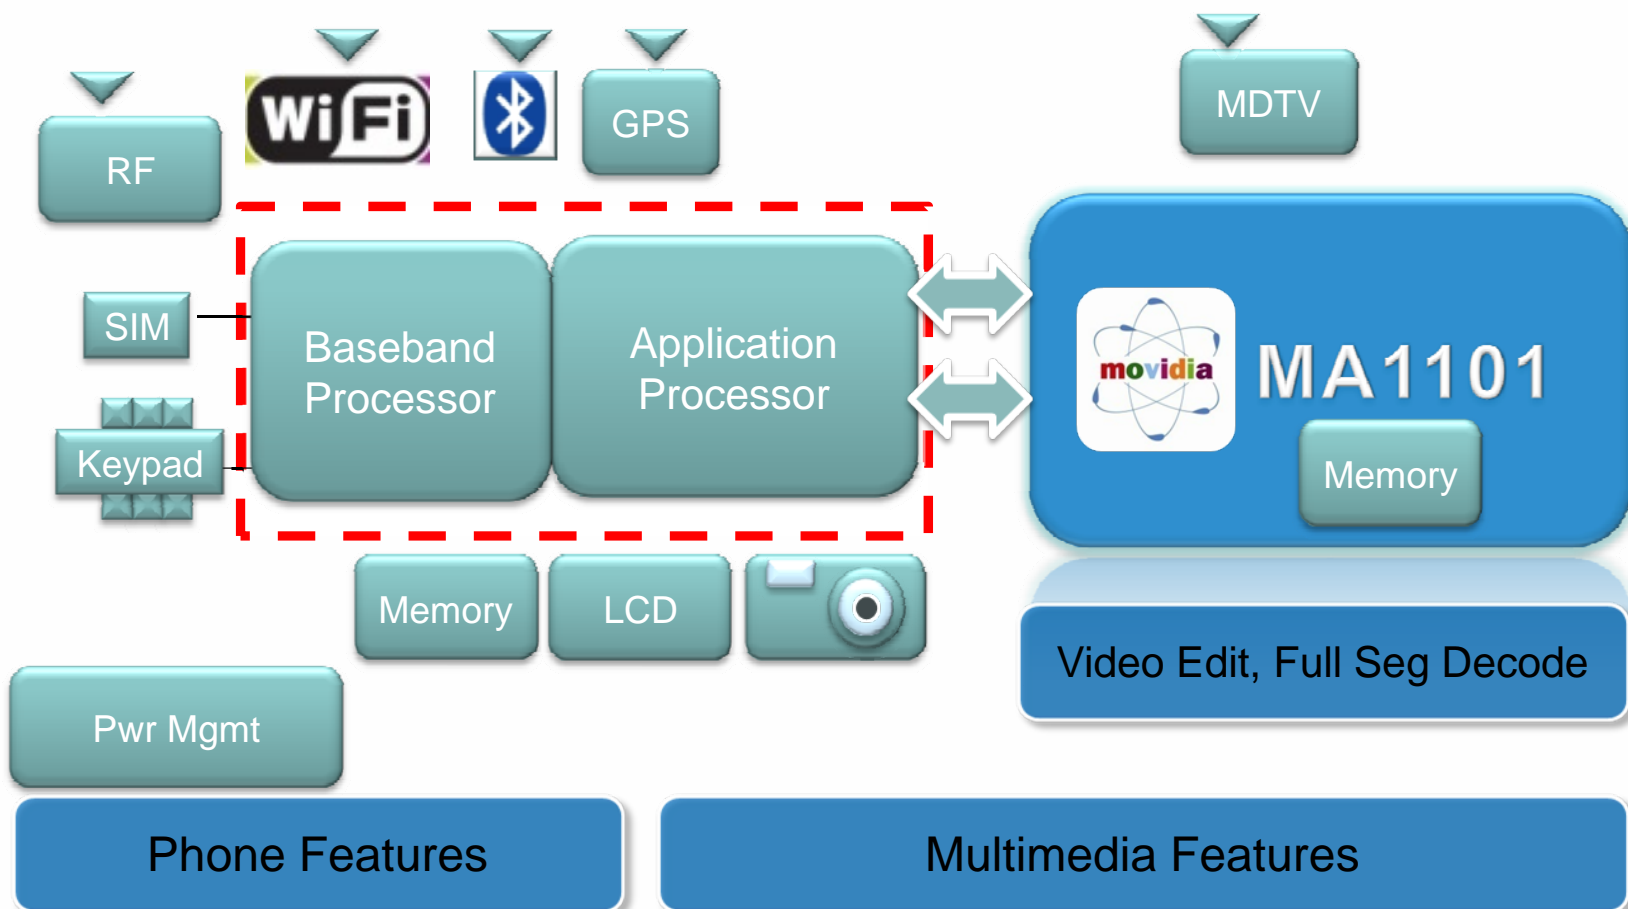 MDTV
WiFi
GPS
RF
SIM
Baseband
Processor
Application
Processor
movidia
MA1101
Keypad
Memory
Memory
LCD
Video Edit, Full Seg Decode
Pwr Mgmt
Phone Features
Multimedia Features